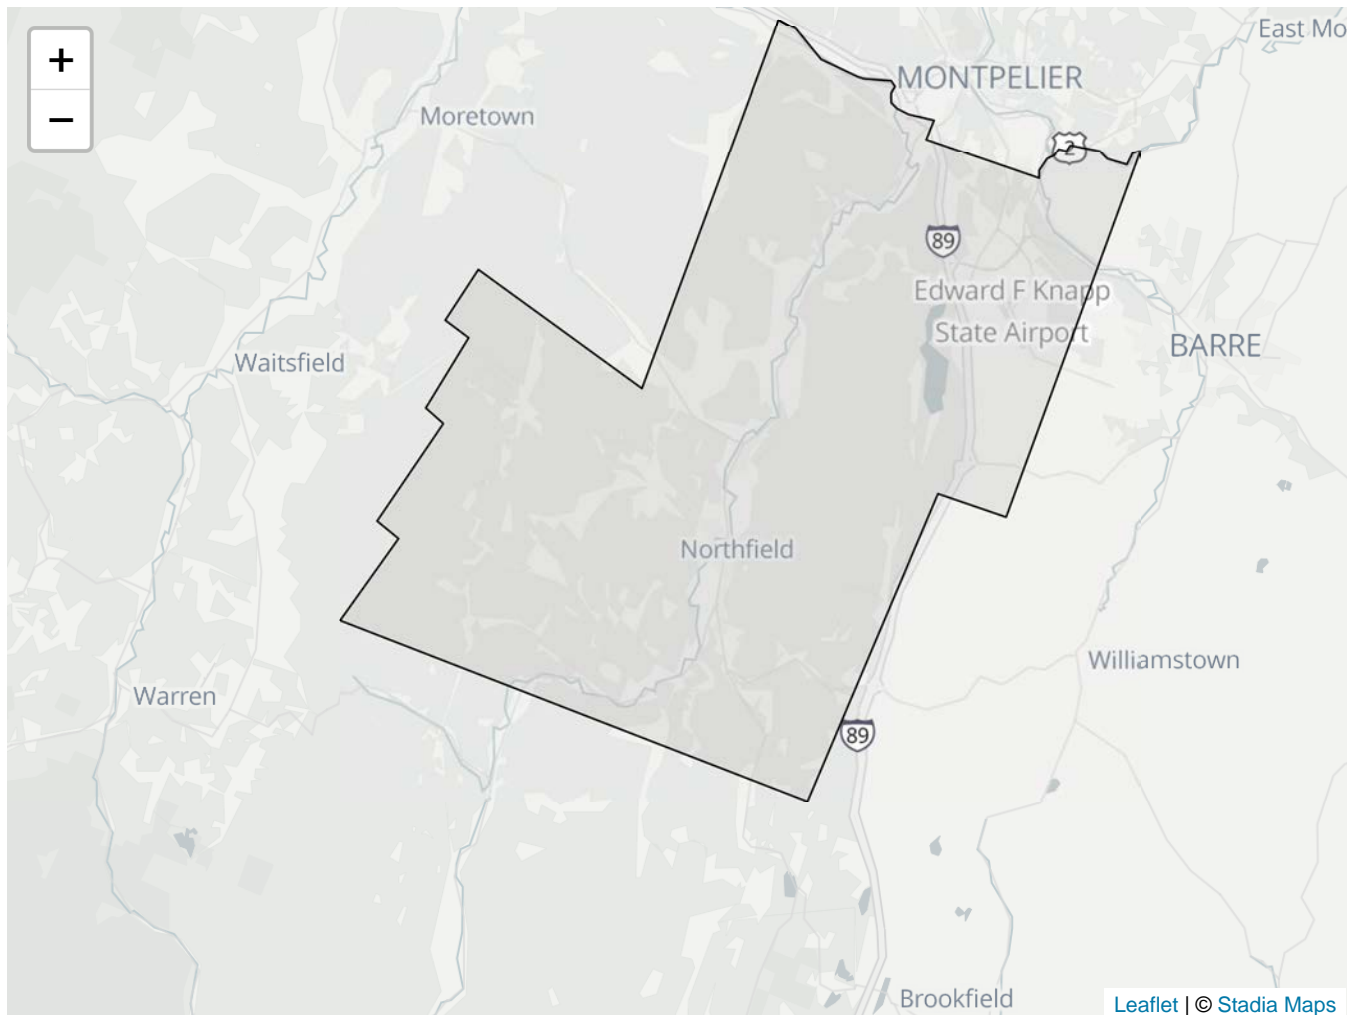 +
−
East Mo
MONTPELIER
Moretown
2
89
Edward F Knapp
State Airport
BARRE
Waitsfield
Northfield
Williamstown
Warren
89
Brookfield
Leaflet | © Stadia Maps